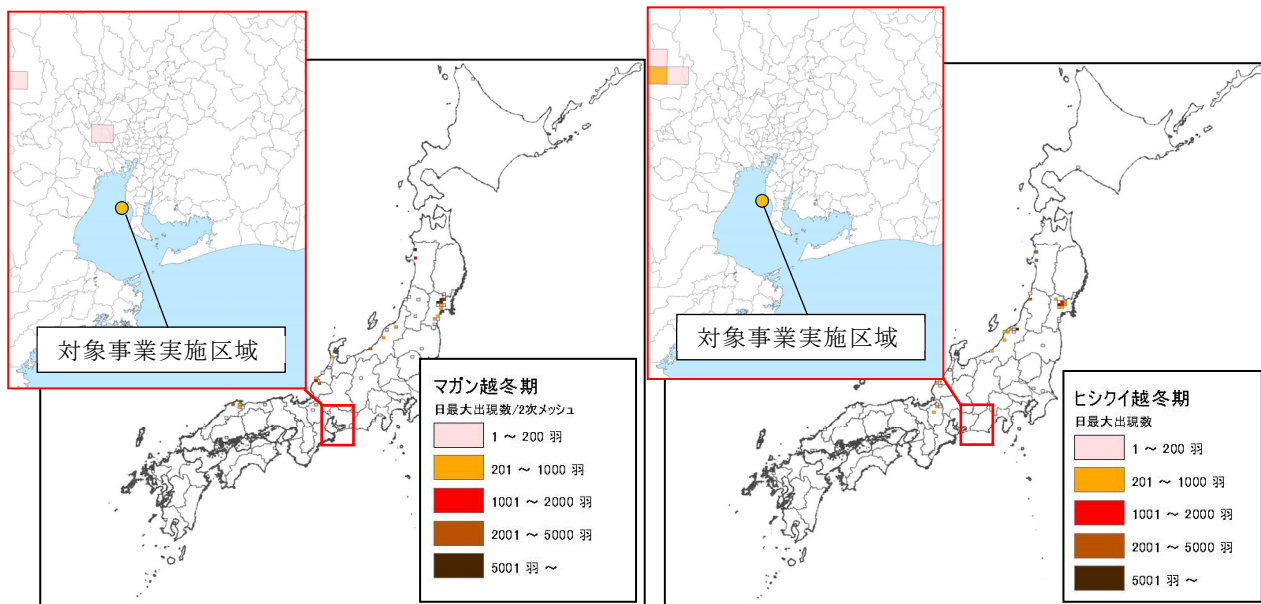 対象事業実施区域
マガン越冬期
日最大出現数/2次メッシュ
1 ~ 200 羽
201 ~ 1000 羽
1001 ~ 2000 羽
2001 ~ 5000 羽
5001 羽 ~
対象事業実施区域
ヒシクイ越冬期
日最大出現数
1 ~ 200 羽
201 ~ 1000 羽
1001 ~ 2000 羽
2001 ~ 5000 羽
5001 羽 ~